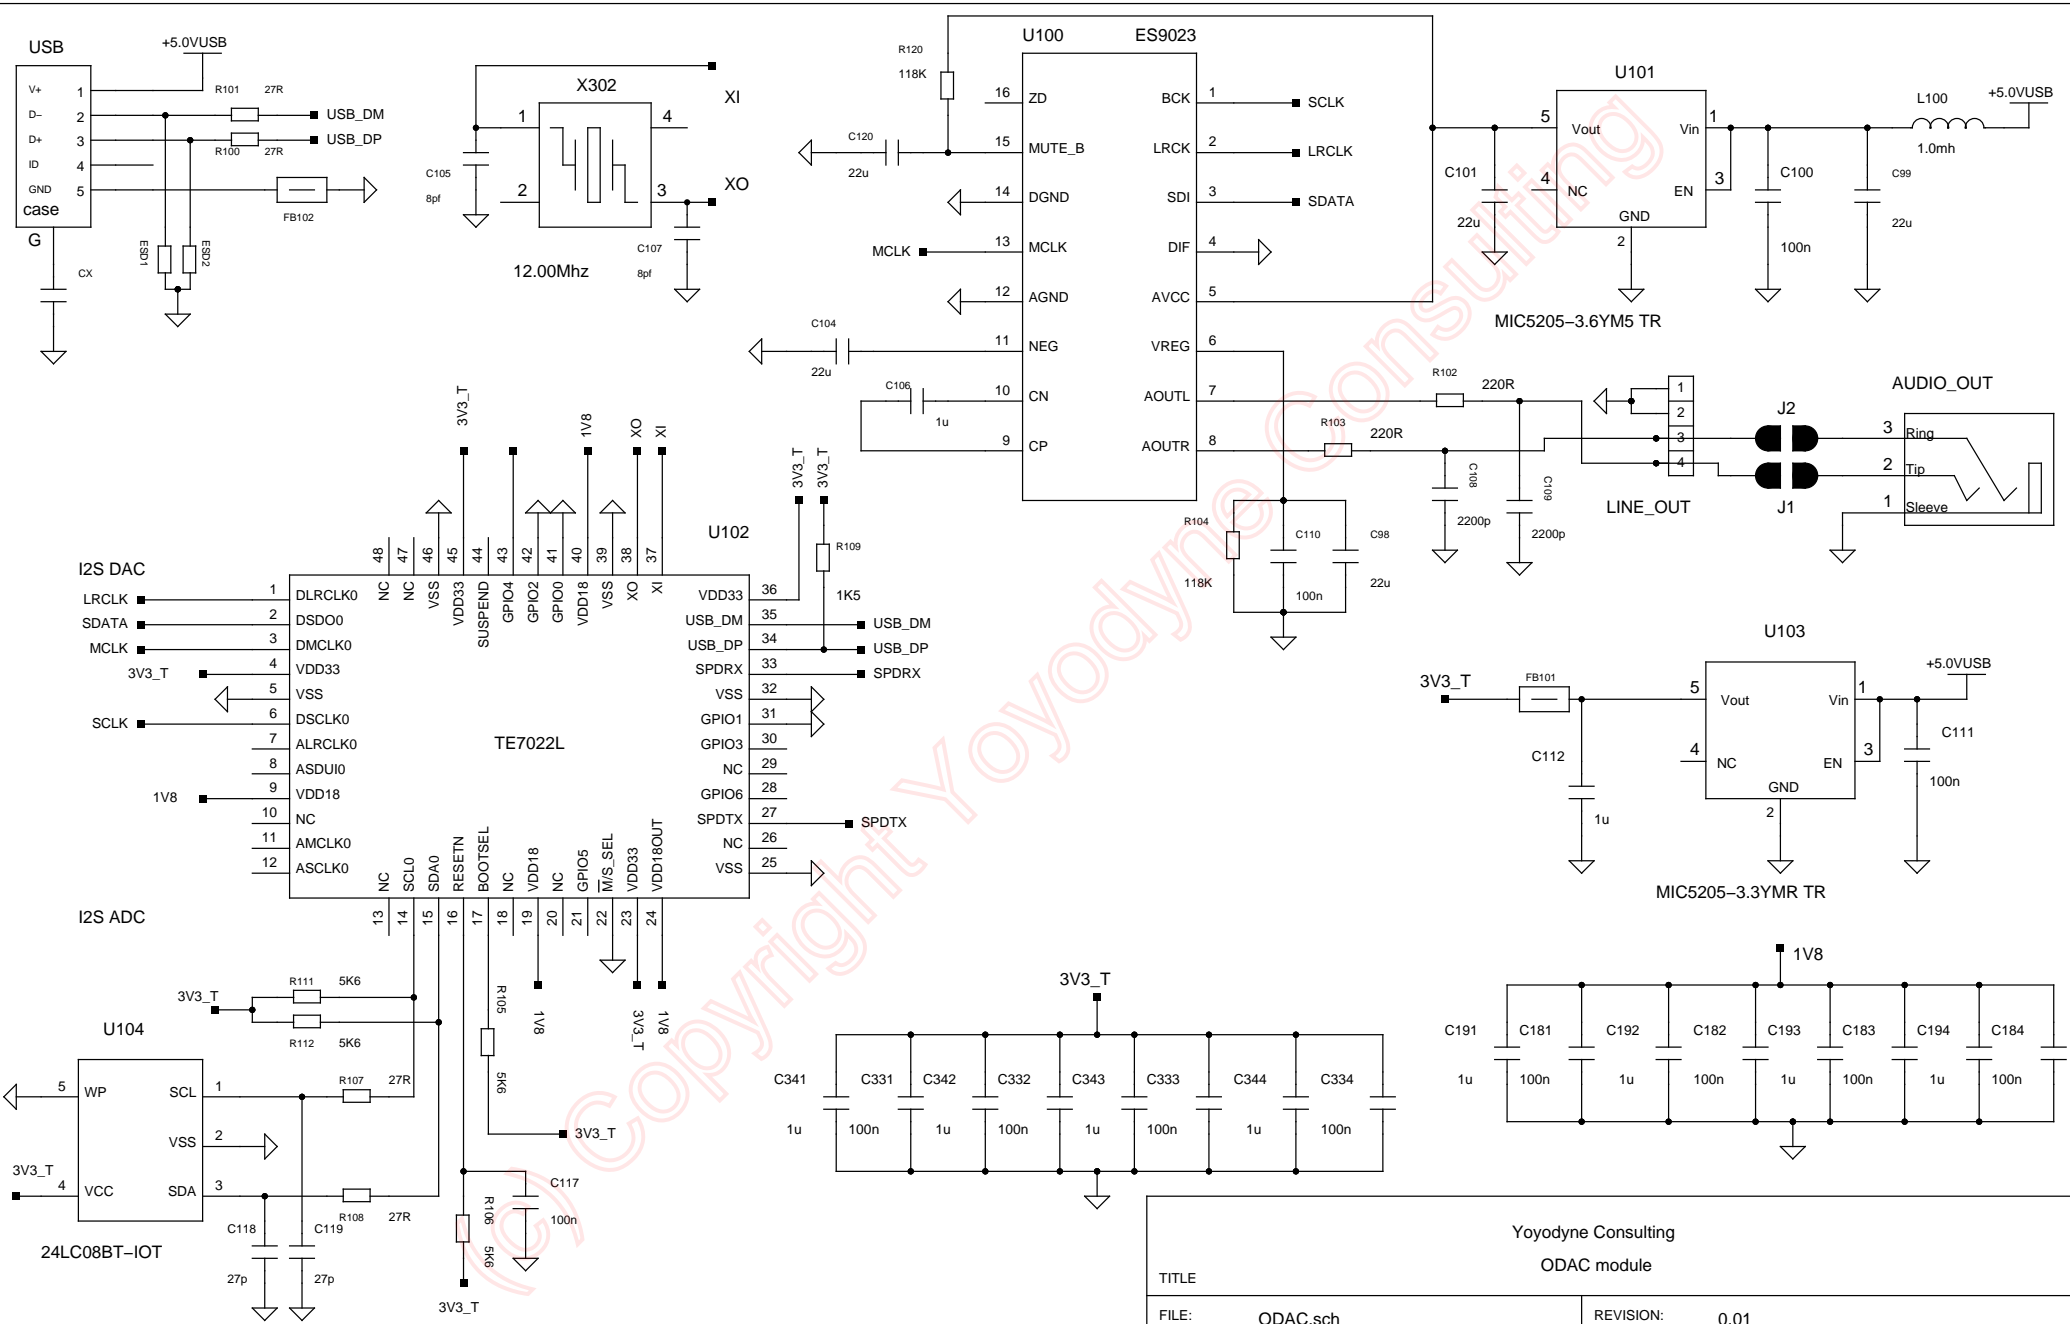 USB
+5.0VUSB
V+ 1
D− 2
D+ 3
ID 4
GND 5
case
G
R101 27R
USB_DM
USB_DP
R100 27R
FB102
ESD1
ESD2
CX
X302
XI
1
4
2
3
XO
C105
8pf
C107
8pf
12.00Mhz
U100 ES9023
R120
118K
C120
22u
16 ZD
15 MUTE_B
14 DGND
13 MCLK
12 AGND
11 NEG
10 CN
9 CP
BCK 1 SCLK
LRCK 2 LRCLK
SDI 3 SDATA
DIF 4
AVCC 5
VREG 6
AOUTL 7
AOUTR 8
MCLK
C104
22u
C106
1u
U101
5 Vout
Vin 1
4 NC
EN 3
GND
2
MIC5205−3.6YM5 TR
C101
22u
C100
100n
C99
22u
L100
1.0mh
+5.0VUSB
R102
220R
R103
220R
C108
2200p
C109
2200p
R104
118K
C110
100n
C98
22u
1
2
3
4
LINE_OUT
J2
J1
AUDIO_OUT
3 Ring
2 Tip
1 Sleeve
U102
TE7022L
I2S DAC
LRCLK 1 DLRCLK0
SDATA 2 DSDO0
MCLK 3 DMCLK0
3V3_T 4 VDD33
5 VSS
SCLK 6 DSCLK0
7 ALRCLK0
8 ASDUI0
1V8 9 VDD18
10 NC
11 AMCLK0
12 ASCLK0
I2S ADC
13 NC
14 SCL0
15 SDA0
16 RESETN
17 BOOTSEL
18 NC
19 VDD18
20 NC
21 GPIO5
22 M/S_SEL
23 VDD33
24 VDD18OUT
1V8
3V3_T
1V8
VSS 25
NC 26
SPDTX 27 SPDTX
GPIO6 28
NC 29
GPIO3 30
GPIO1 31
VSS 32
SPDRX 33 SPDRX
USB_DP 34 USB_DP
USB_DM 35 USB_DM
VDD33 36
48 NC
47 NC
46 VSS
45 VDD33
44 SUSPEND
43 GPIO4
42 GPIO2
41 GPIO0
40 VDD18
39 VSS
38 XO
37 XI
3V3_T
1V8
XO
XI
3V3_T
3V3_T
R109
1K5
U103
3V3_T
FB101
5 Vout
Vin 1
4 NC
EN 3
GND
2
+5.0VUSB
C112
1u
C111
100n
MIC5205−3.3YMR TR
3V3_T
R111 5K6
R112 5K6
U104
5 WP
SCL 1
VSS 2
3V3_T
4 VCC
SDA 3
24LC08BT−IOT
R107 27R
R108 27R
C118
27p
C119
27p
R105
5K6
3V3_T
R106
5K6
3V3_T
C117
100n
3V3_T
C341 C331 C342 C332 C343 C333 C344 C334
1u 100n 1u 100n 1u 100n 1u 100n
1V8
C191 C181 C192 C182 C193 C183 C194 C184
1u 100n 1u 100n 1u 100n 1u 100n
(c) Copyright Yoyodyne Consulting
Yoyodyne Consulting
ODAC module
TITLE
FILE: ODAC.sch
REVISION: 0.01